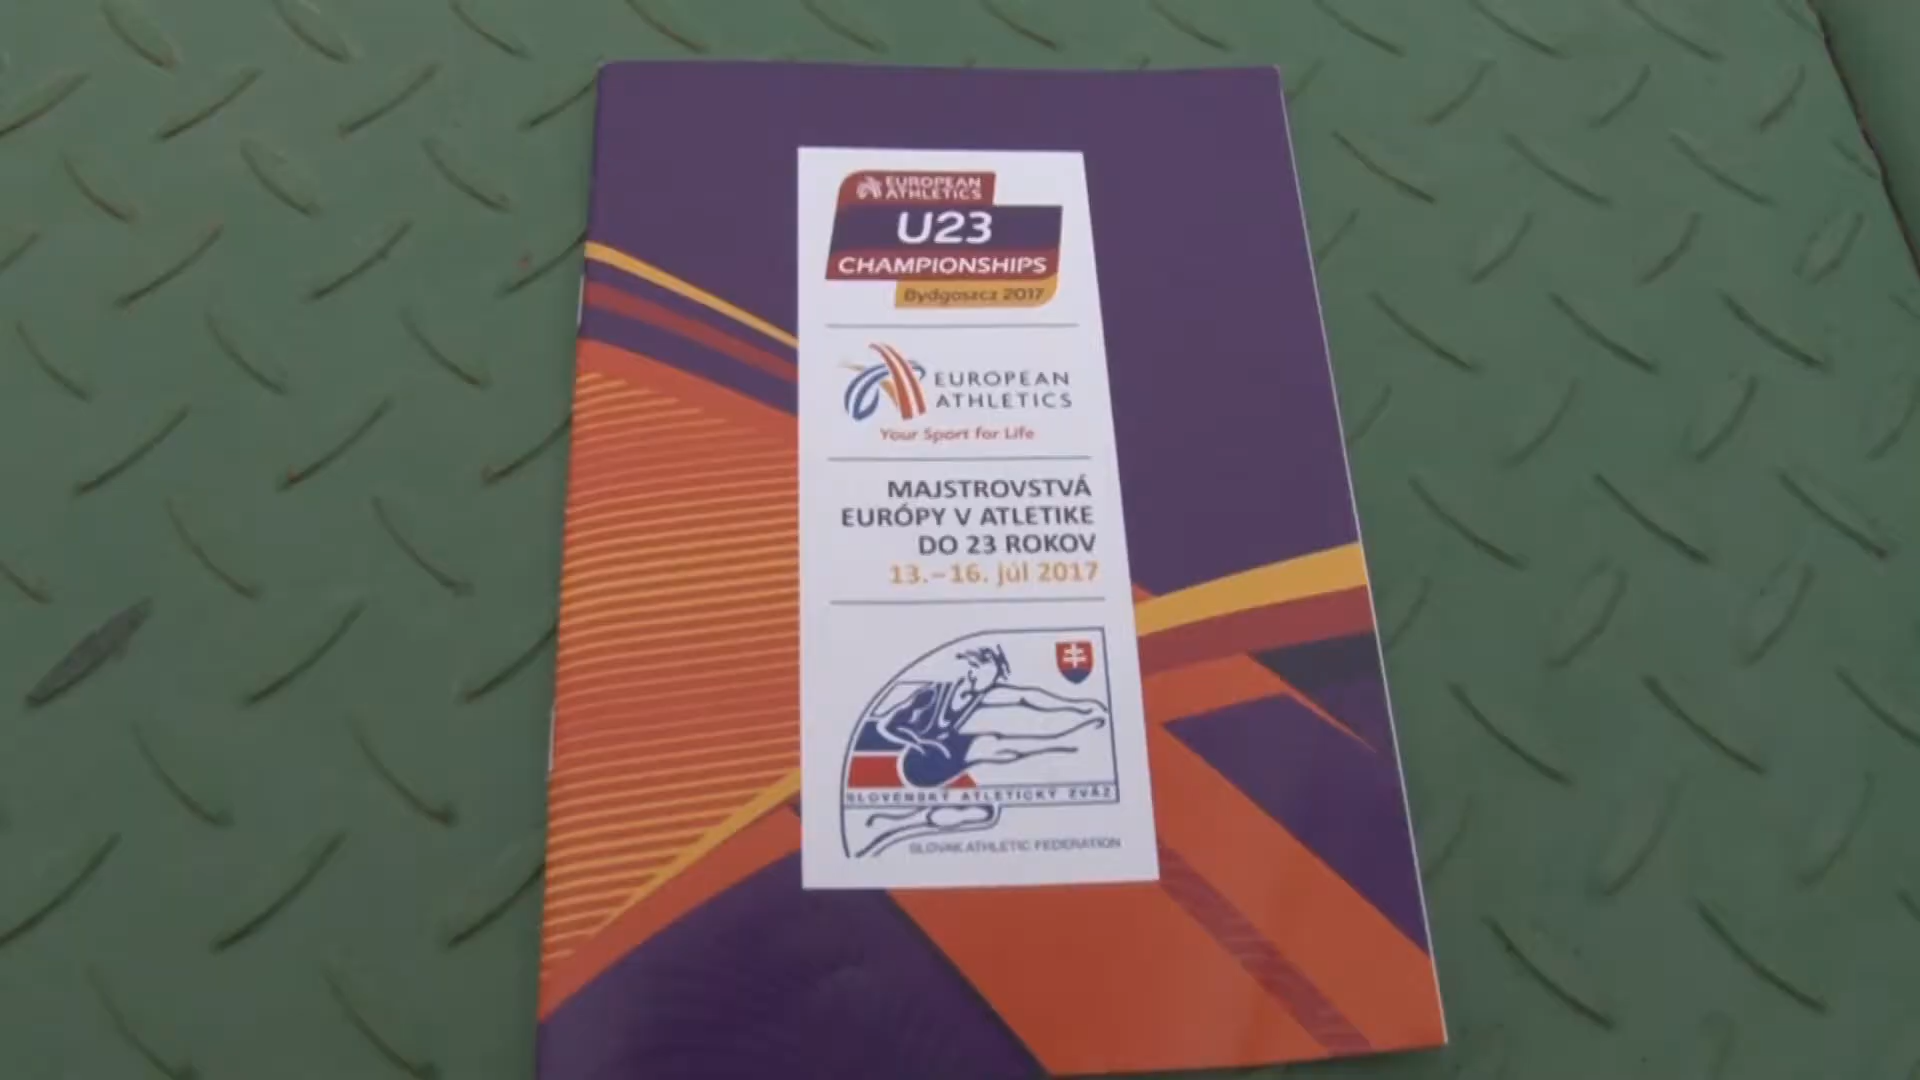 EUROPEAN
ATHLETICS
U23
CHAMPIONSHIPS
Bydgoszcz 2017
EUROPEAN
ATHLETICS
Your Sport for Life
MAJSTROVSTVÁ
EURÓPY V ATLETIKE
DO 23 ROKOV
13.–16. júl 2017
SLOVENSKÝ ATLETICKÝ ZVÄZ
SLOVAK ATHLETIC FEDERATION